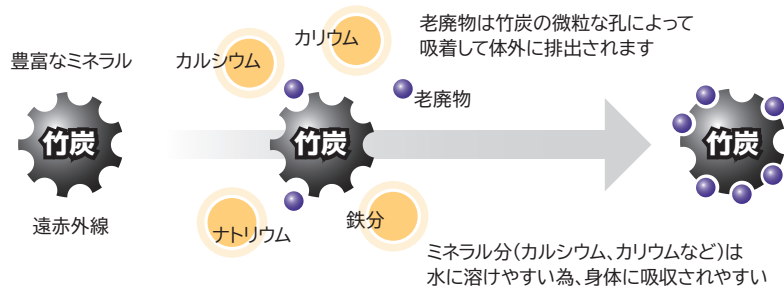 豊富なミネラル
竹炭
遠赤外線
カルシウム
カリウム
老廃物
竹炭
ナトリウム
鉄分
老廃物は竹炭の微粒な孔によって
吸着して体外に排出されます
竹炭
ミネラル分(カルシウム、カリウムなど)は
水に溶けやすい為、身体に吸収されやすい